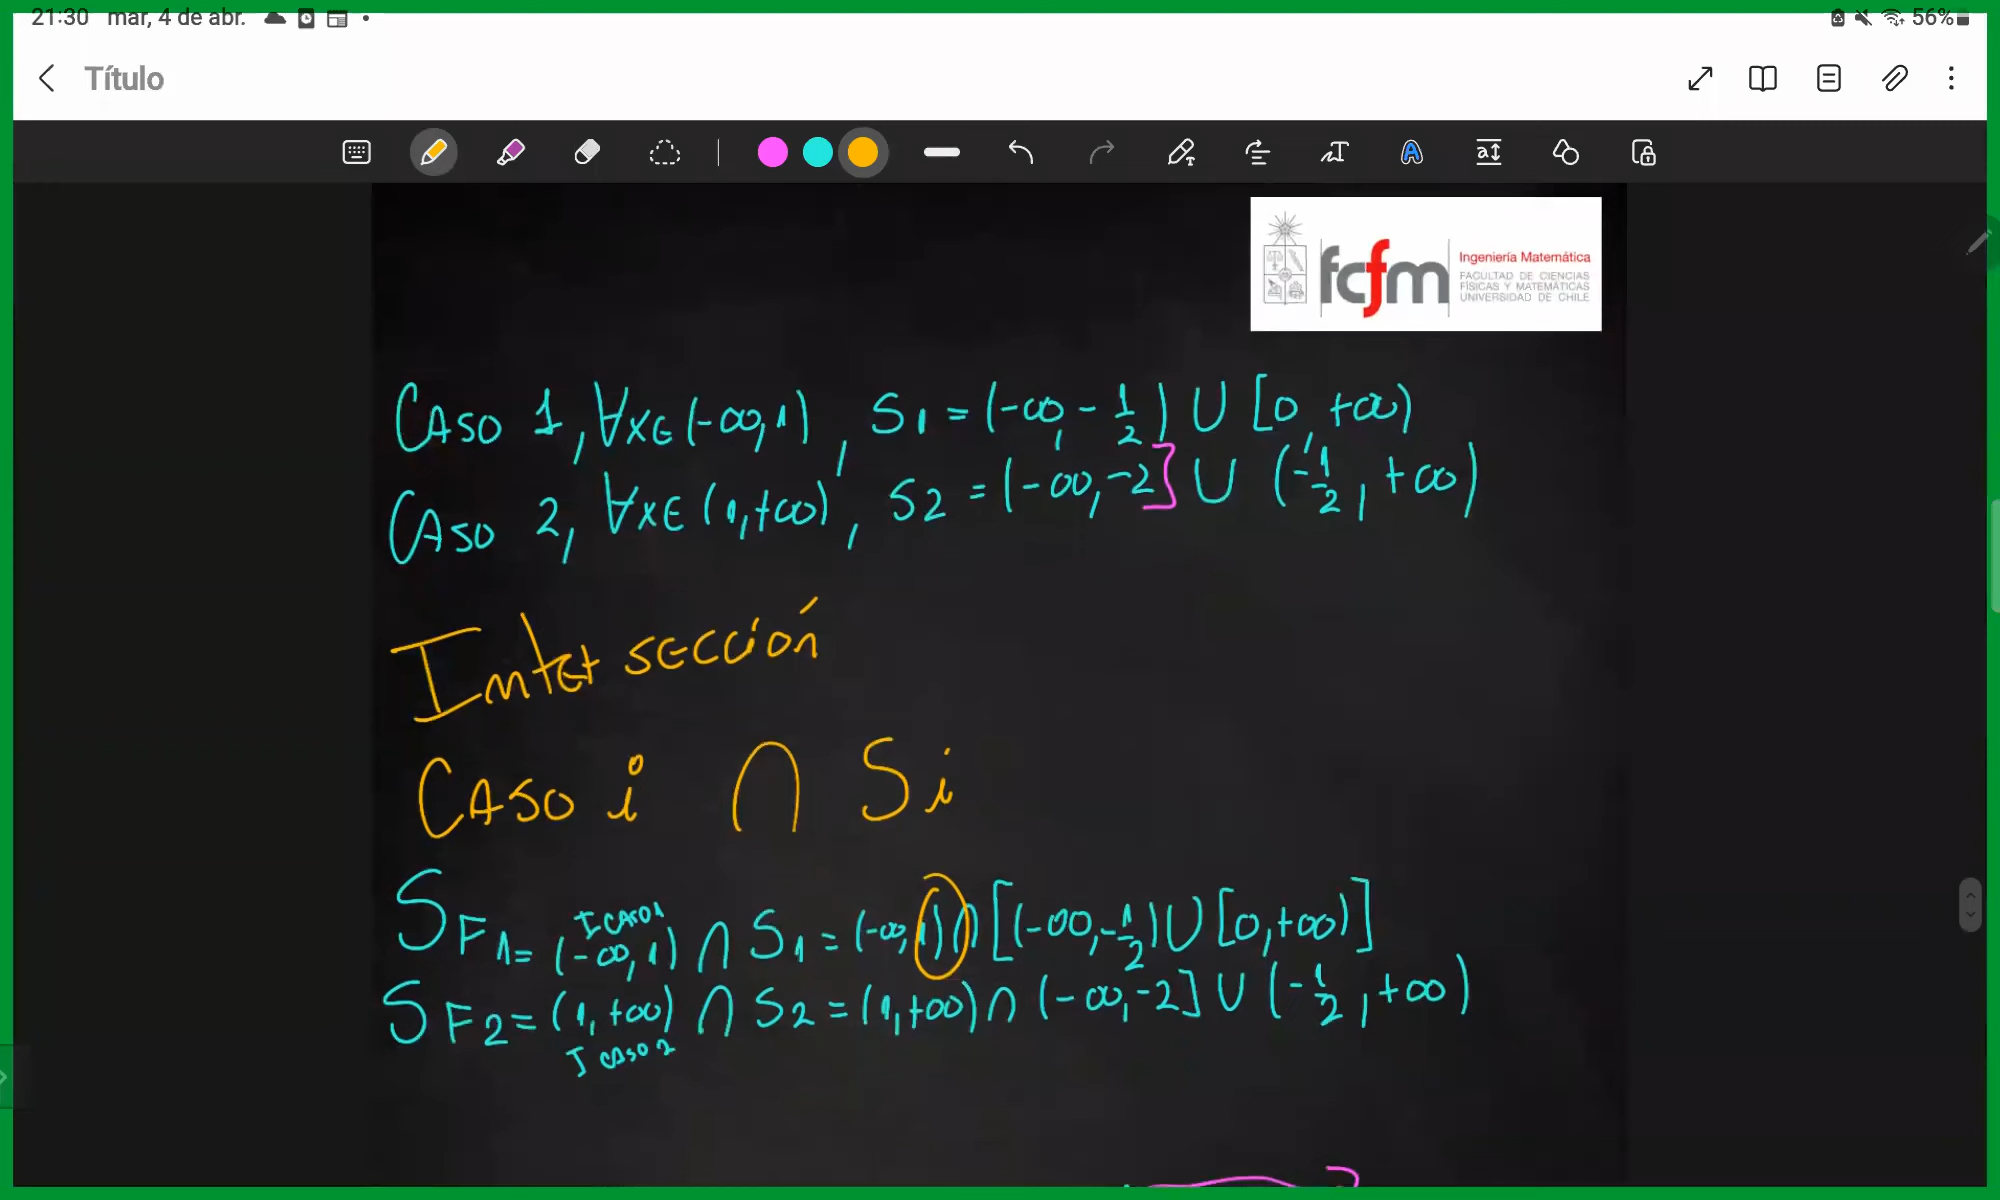 21:30 mar, 4 de abr.
56%
Título
fcfm
Ingeniería Matemática
FACULTAD DE CIENCIAS
FÍSICAS Y MATEMÁTICAS
UNIVERSIDAD DE CHILE
CASO 1, ∀x∈(-∞,1), S1 = (-∞,-1/2) ∪ [0,+∞)
CASO 2, ∀x∈(1,+∞), S2 = (-∞,-2] ∪ (-1/2,+∞)
Intersección
CASO i ∩ Si
I CASO1
SF1= (-∞,1) ∩ S1 = (-∞,1) ∩ [(-∞,-1/2) ∪ [0,+∞)]
SF2= (1,+∞) ∩ S2 = (1,+∞) ∩ (-∞,-2] ∪ (-1/2,+∞)
I CASO2